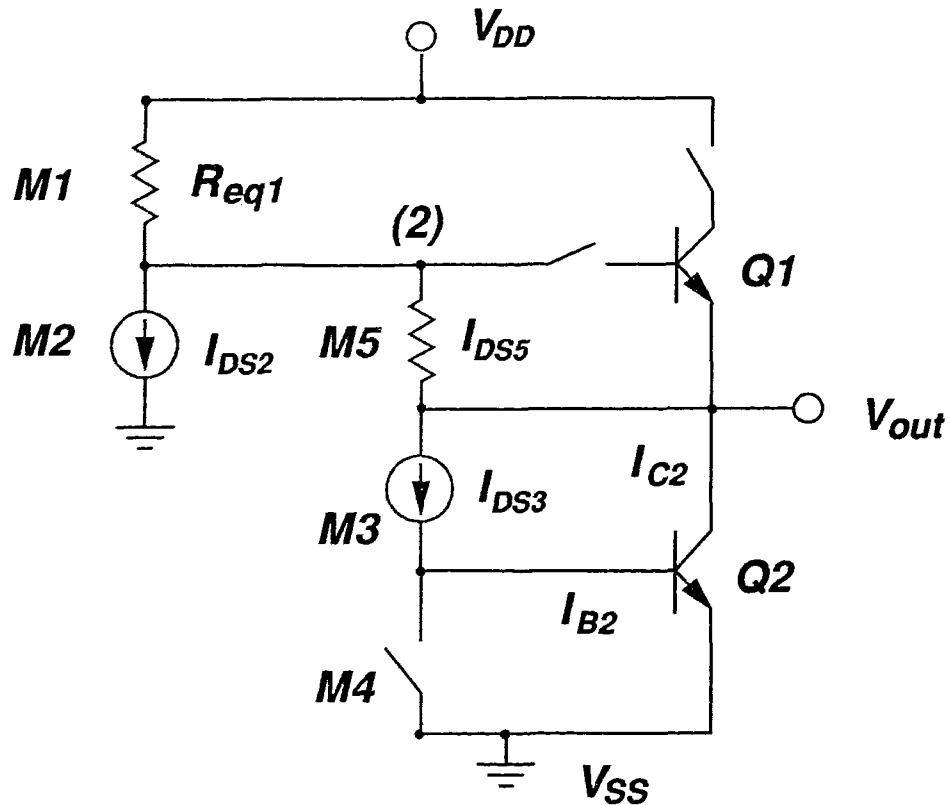 V_DD
M1 R_eq1
(2)
Q1
M2 I_DS2 M5 I_DS5
V_out
I_C2
I_DS3
M3
Q2
I_B2
M4
V_SS